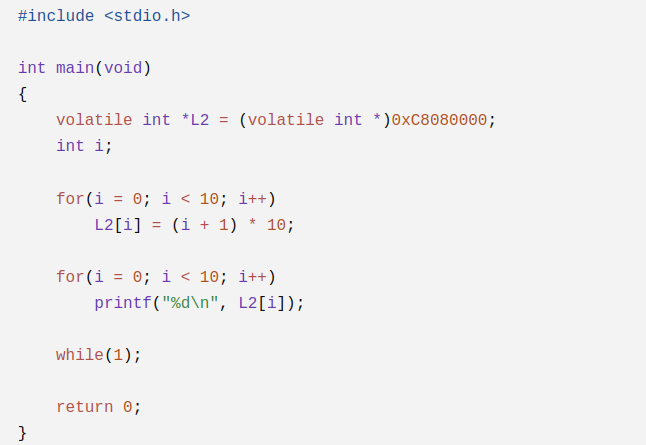 #include <stdio.h>

int main(void)
{
    volatile int *L2 = (volatile int *)0xC8080000;
    int i;

    for(i = 0; i < 10; i++)
        L2[i] = (i + 1) * 10;

    for(i = 0; i < 10; i++)
        printf("%d\n", L2[i]);

    while(1);

    return 0;
}